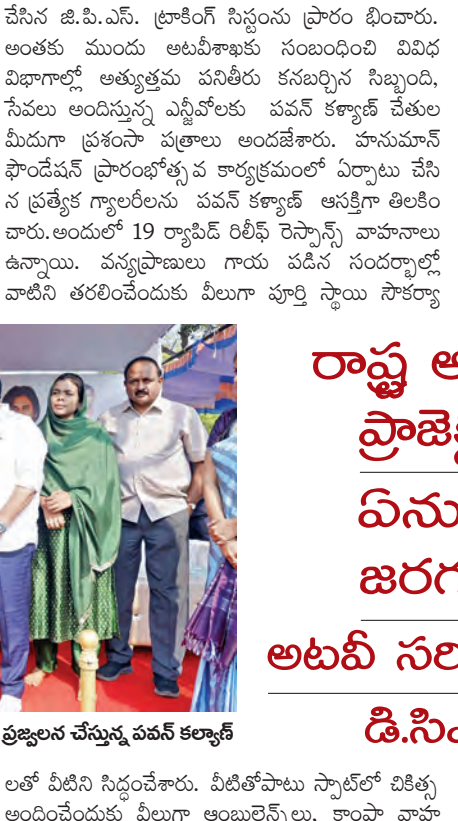 చేసిన జి.పి.ఎస్. ట్రాకింగ్ సిస్టంను ప్రారం భించారు.
అంతకు ముందు అటవీశాఖకు సంబంధించి వివిధ
విభాగాల్లో అత్యుత్తమ పనితీరు కనబర్చిన సిబ్బంది,
సేవలు అందిస్తున్న ఎన్జీవోలకు పవన్ కళ్యాణ్ చేతుల
మీదుగా ప్రశంసా పత్రాలు అందజేశారు. హనుమాన్
ఫౌండేషన్ ప్రారంభోత్స వ కార్యక్రమంలో ఏర్పాటు చేసి
న ప్రత్యేక గ్యాలరీలను పవన్ కళ్యాణ్ ఆసక్తిగా తిలకిం
చారు.అందులో 19 ర్యాపిడ్ రిలీఫ్ రెస్పాన్స్ వాహనాలు
ఉన్నాయి. వన్యప్రాణులు గాయ పడిన సందర్భాల్లో
వాటిని తరలించేందుకు వీలుగా పూర్తి స్థాయి సౌకర్యా
రాష్ట్ర అ
ప్రాజెక్
ఏను
జరగ
అటవీ సరి
డి.సిం
ప్రజ్వలన చేస్తున్న పవన్ కల్యాణ్
లతో వీటిని సిద్ధంచేశారు. వీటితోపాటు స్పాట్‌లో చికిత్స
అందించేందుకు వీలుగా ఆంబులెన్స్‌లు, కాంపా వాహ